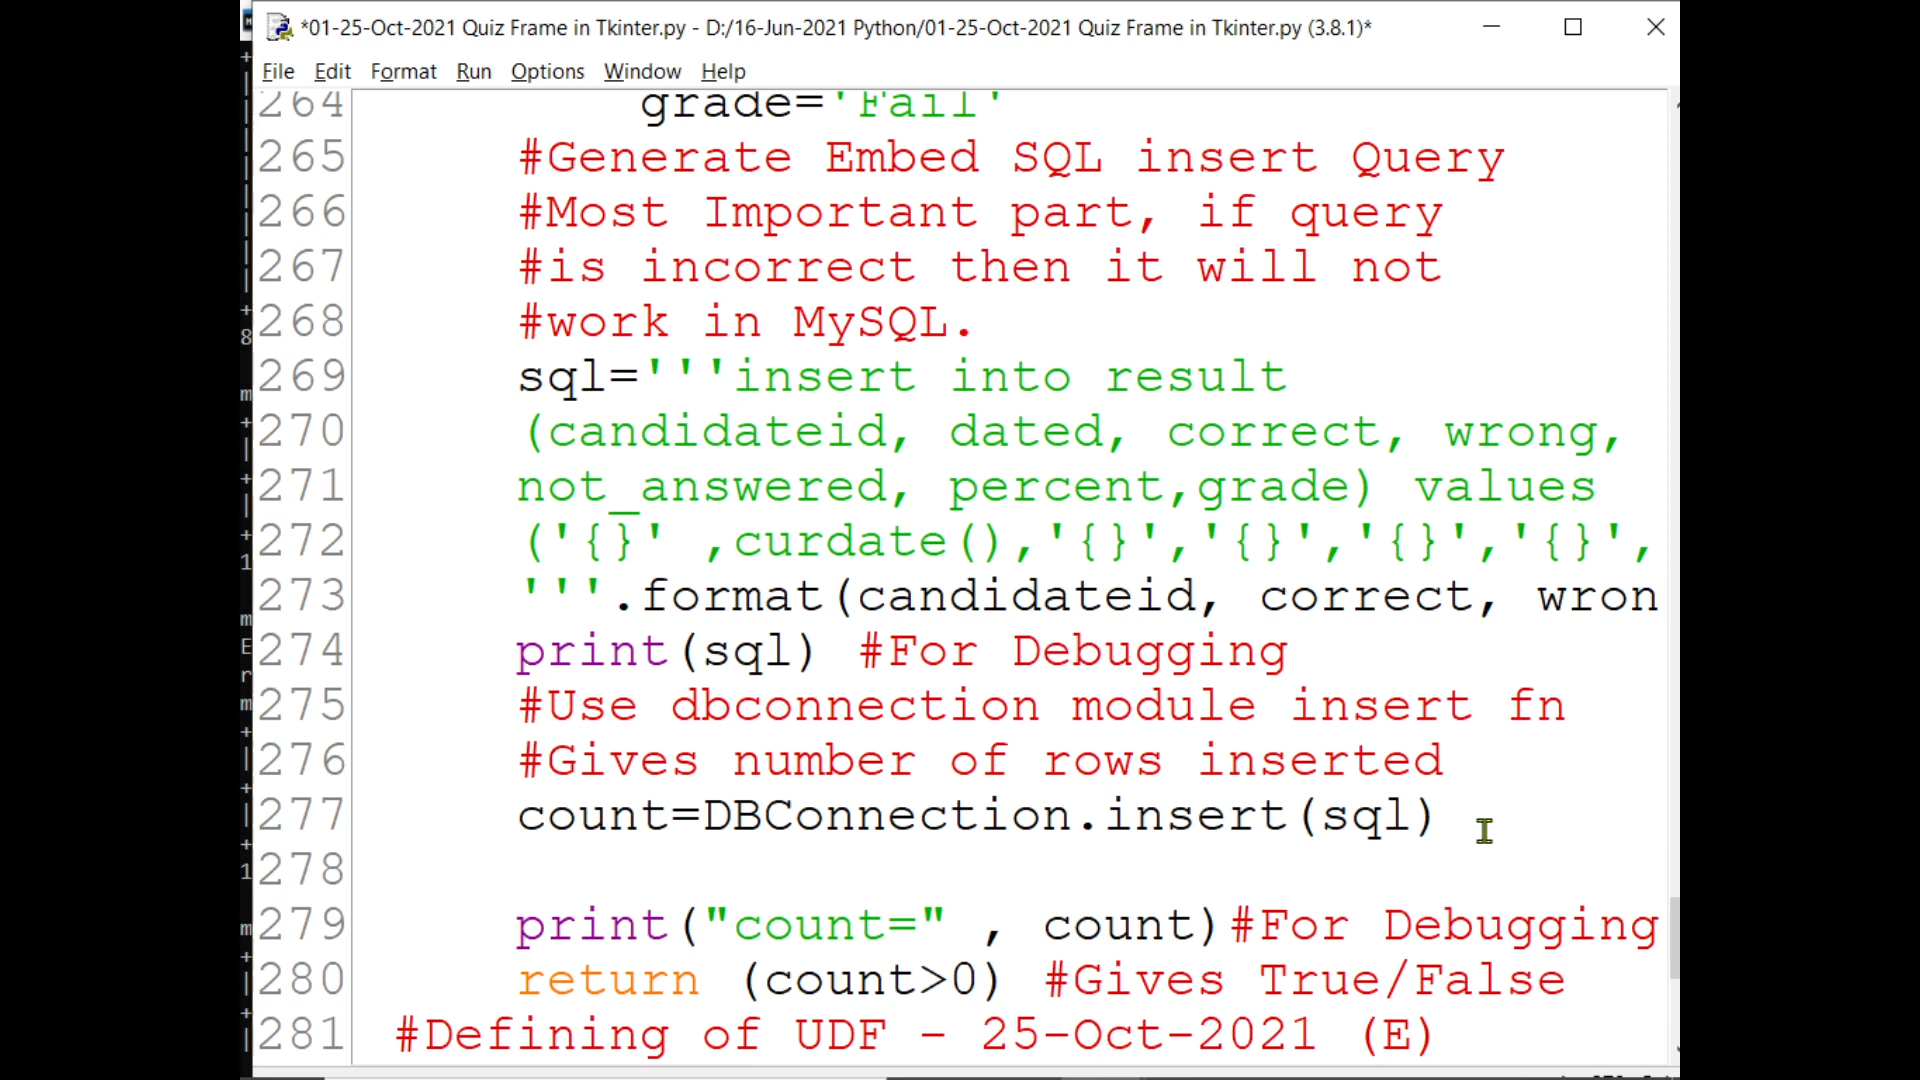 *01-25-Oct-2021 Quiz Frame in Tkinter.py - D:/16-Jun-2021 Python/01-25-Oct-2021 Quiz Frame in Tkinter.py (3.8.1)*
File Edit Format Run Options Window Help
264 grade='Fail'
265 #Generate Embed SQL insert Query
266 #Most Important part, if query
267 #is incorrect then it will not
268 #work in MySQL.
269 sql='''insert into result
270 (candidateid, dated, correct, wrong,
271 not_answered, percent,grade) values
272 ('{}' ,curdate(),'{}','{}','{}','{}',
273 '''.format(candidateid, correct, wron
274 print(sql) #For Debugging
275 #Use dbconnection module insert fn
276 #Gives number of rows inserted
277 count=DBConnection.insert(sql)
278
279 print("count=" , count)#For Debugging
280 return (count>0) #Gives True/False
281 #Defining of UDF - 25-Oct-2021 (E)